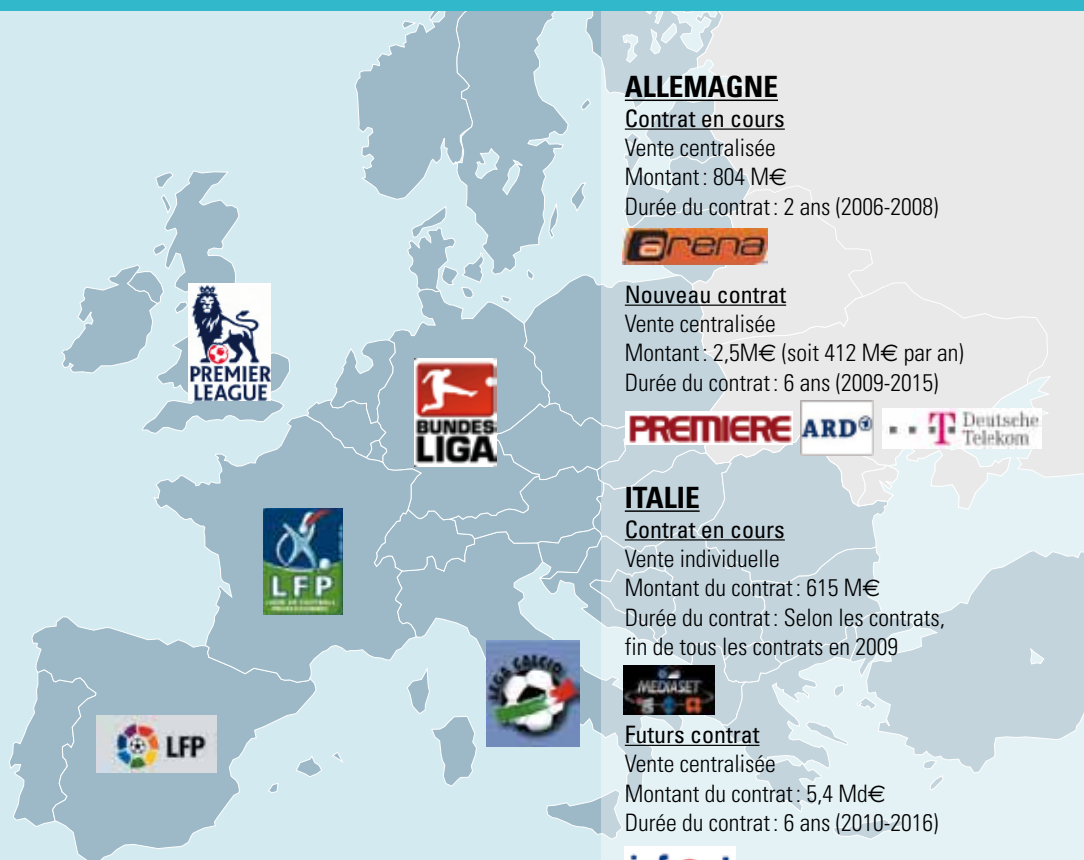 PREMIER
LEAGUE
BUNDES
LIGA
LFP
LEGA CALCIO
LFP
ALLEMAGNE
Contrat en cours
Vente centralisée
Montant : 804 M€
Durée du contrat : 2 ans (2006-2008)
arena
Nouveau contrat
Vente centralisée
Montant : 2,5M€ (soit 412 M€ par an)
Durée du contrat : 6 ans (2009-2015)
PREMIERE ARD Deutsche
Telekom
ITALIE
Contrat en cours
Vente individuelle
Montant du contrat : 615 M€
Durée du contrat : Selon les contrats,
fin de tous les contrats en 2009
MEDIASET
Futurs contrat
Vente centralisée
Montant du contrat : 5,4 Md€
Durée du contrat : 6 ans (2010-2016)